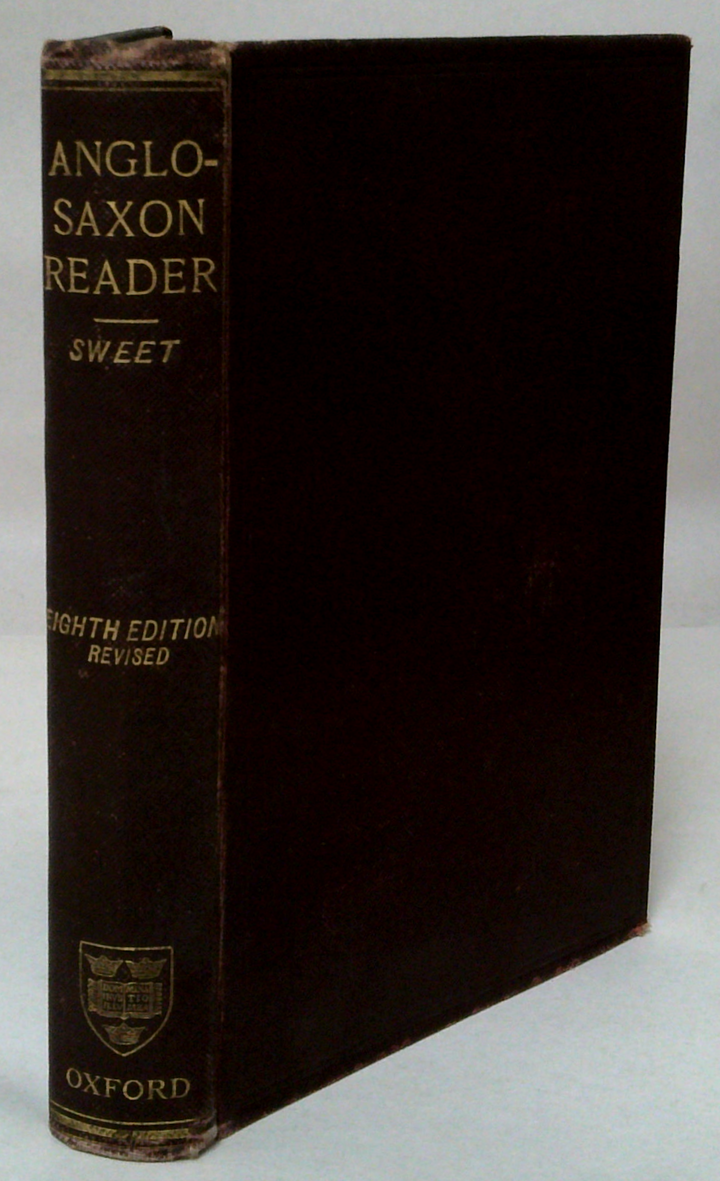 ANGLO-
SAXON
READER
SWEET
EIGHTH EDITION
REVISED
OXFORD